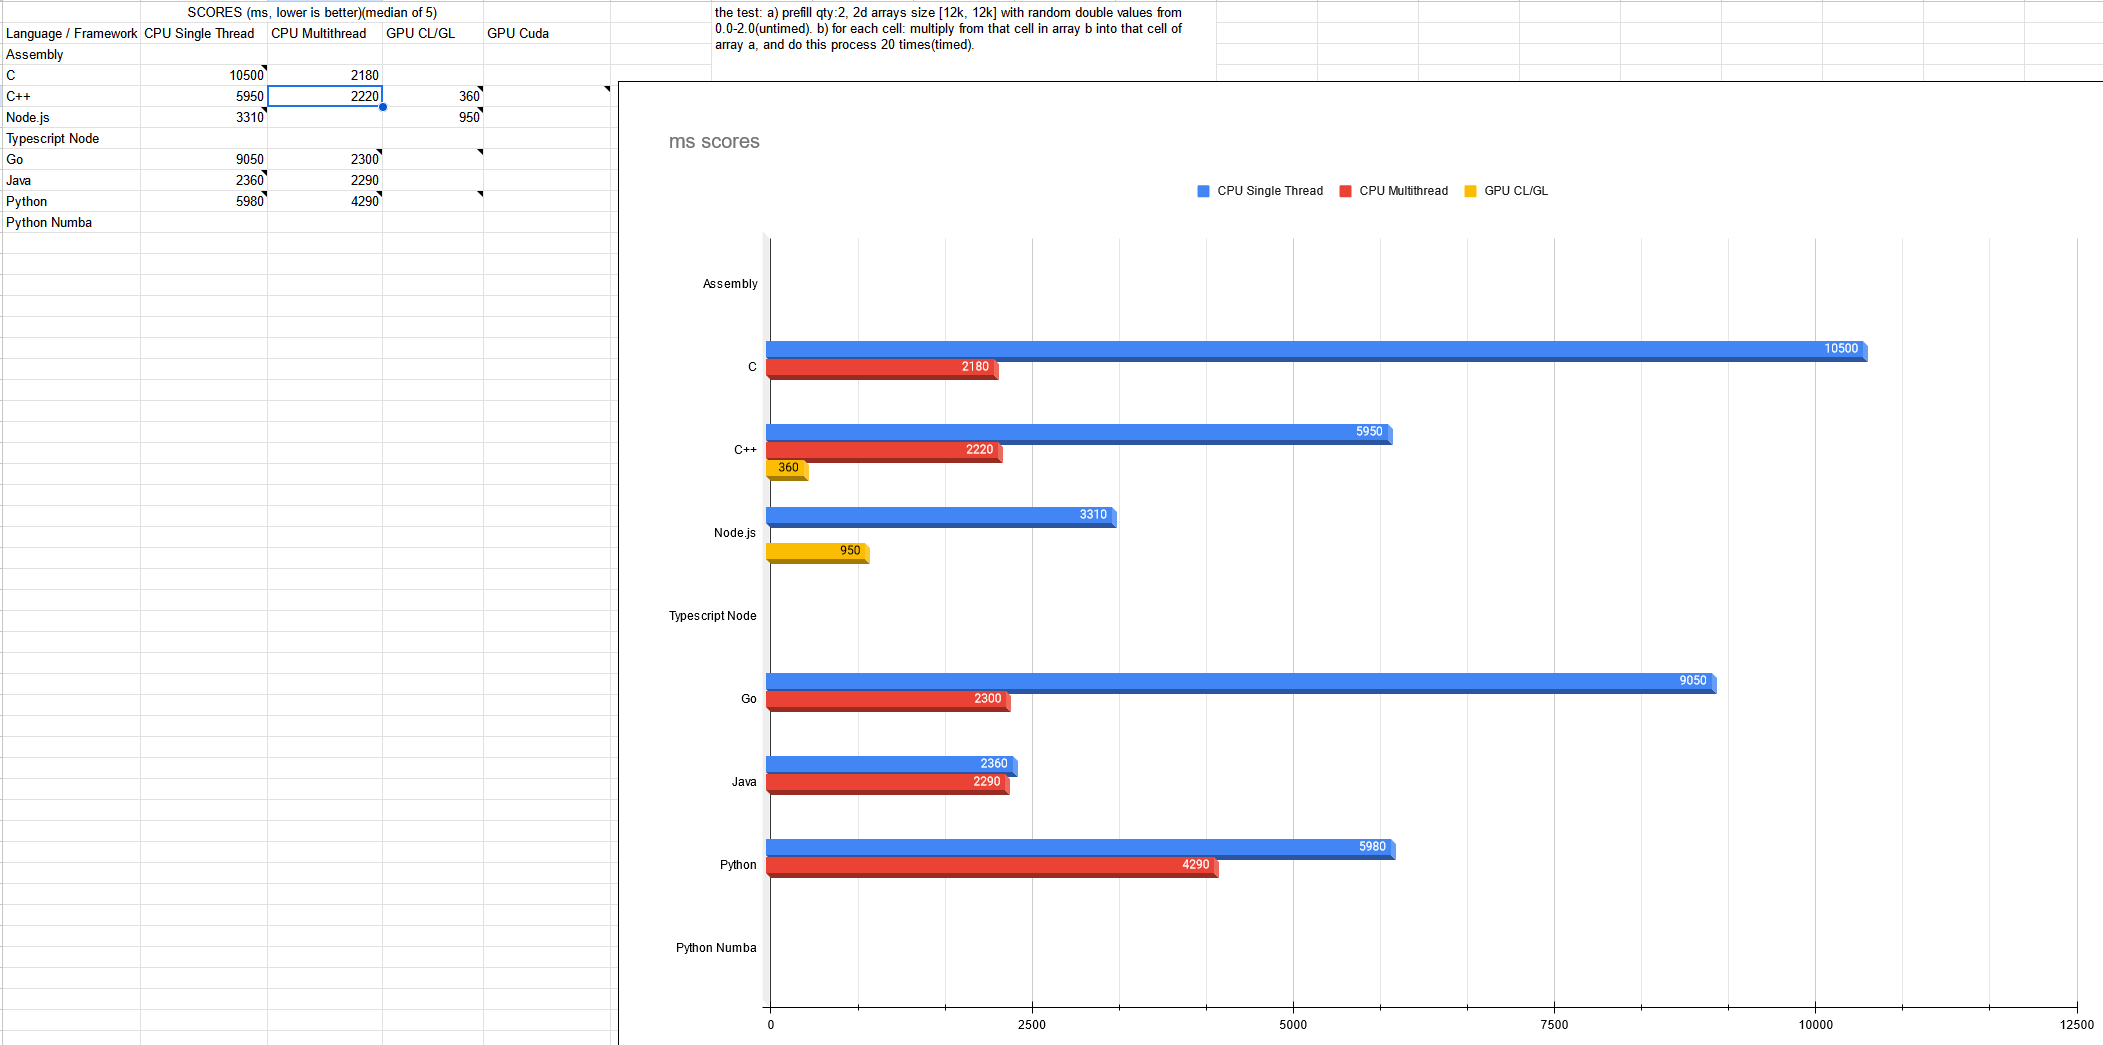 SCORES (ms, lower is better)(median of 5)
Language / Framework CPU Single Thread CPU Multithread GPU CL/GL GPU Cuda
Assembly
C 10500 2180
C++ 5950 2220 360
Node.js 3310 950
Typescript Node
Go 9050 2300
Java 2360 2290
Python 5980 4290
Python Numba
the test: a) prefill qty:2, 2d arrays size [12k, 12k] with random double values from
0.0-2.0(untimed). b) for each cell: multiply from that cell in array b into that cell of
array a, and do this process 20 times(timed).
ms scores
CPU Single Thread CPU Multithread GPU CL/GL
Assembly
10500
C 2180
5950
C++ 2220
360
3310
Node.js
950
Typescript Node
9050
Go 2300
2360
Java 2290
5980
Python 4290
Python Numba
0 2500 5000 7500 10000 12500